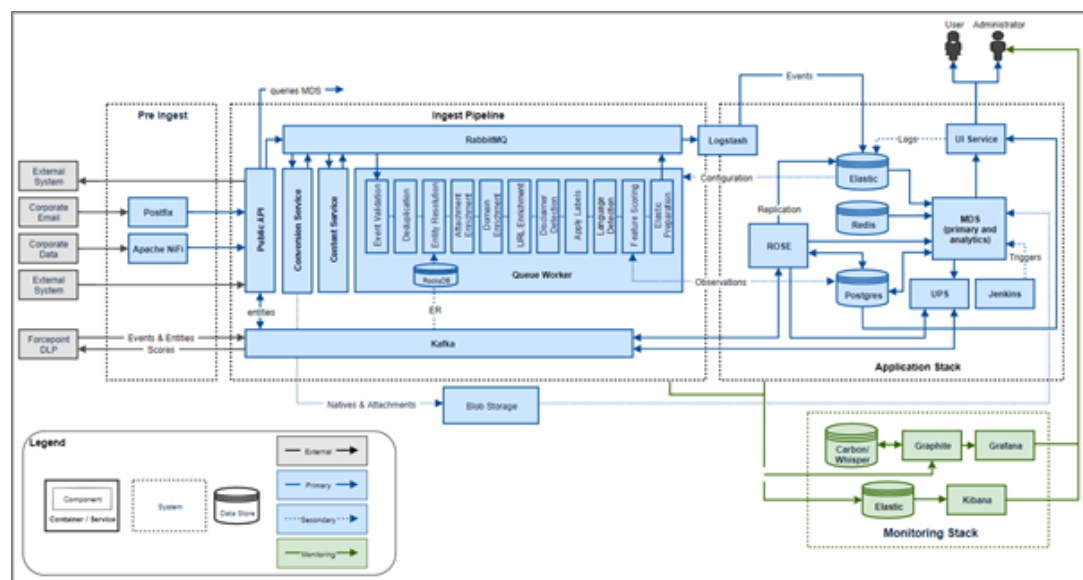 User
Administrator
queries MDS
Events
Pre Ingest
Ingest Pipeline
RabbitMQ
Logstash
UI Service
Logs
External
System
Elastic
Configuration
Corporate
Email
Postfix
Public API
Conversion Service
Content Service
Event Validation
Deduplication
Entity Resolution
Attachment
Enrichment
Domain
Enrichment
URL Enrichment
Disclaimer
Detection
Apply Labels
Language
Detection
Feature Scoring
Elastic
Preparation
Replication
Redis
MDS
(primary and
analytics)
Corporate
Data
Apache NiFi
ROSE
Triggers
Queue Worker
RocksDB
External
System
Observations
Postgres
UPS
Jenkins
entities
ER
Forcepoint
DLP
Events & Entities
Scores
Kafka
Application Stack
Natives & Attachments
Blob Storage
Legend
External
Component
Container / Service
System
Data Store
Primary
Secondary
Monitoring
Carbon/
Whisper
Graphite
Grafana
Elastic
Kibana
Monitoring Stack